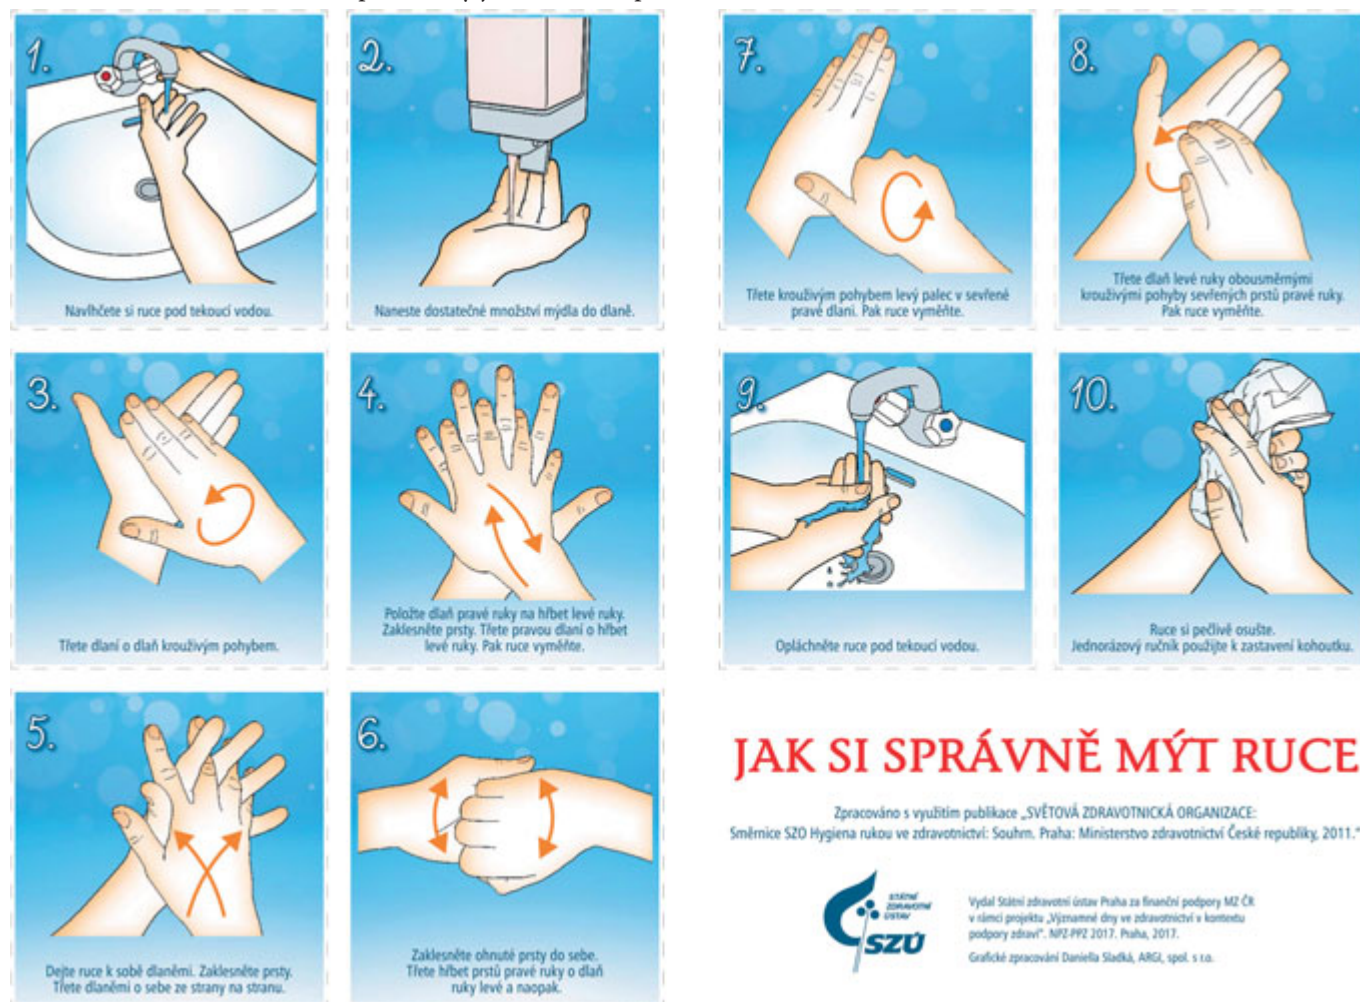 1.
Navlhčete si ruce pod tekoucí vodou.
2.
Naneste dostatečné množství mýdla do dlaně.
3.
Třete dlaní o dlaň krouživým pohybem.
4.
Položte dlaň pravé ruky na hřbet levé ruky.
Zaklesněte prsty. Třete pravou dlaní o hřbet
levé ruky. Pak ruce vyměňte.
5.
Dejte ruce k sobě dlaněmi. Zaklesněte prsty.
Třete dlaněmi o sebe ze strany na stranu.
6.
Zaklesněte ohnuté prsty do sebe.
Třete hřbet prstů pravé ruky o dlaň
ruky levé a naopak.
7.
Třete krouživým pohybem levý palec v sevřené
pravé dlani. Pak ruce vyměňte.
8.
Třete dlaň levé ruky obousměrnými
krouživými pohyby sevřených prstů pravé ruky.
Pak ruce vyměňte.
9.
Opláchněte ruce pod tekoucí vodou.
10.
Ruce si pečlivě osušte.
Jednorázový ručník použijte k zastavení kohoutku.
JAK SI SPRÁVNĚ MÝT RUCE
Zpracováno s využitím publikace „SVĚTOVÁ ZDRAVOTNICKÁ ORGANIZACE:
Směrnice SZO Hygiena rukou ve zdravotnictví: Souhrn. Praha: Ministerstvo zdravotnictví České republiky, 2011.“
STÁTNÍ
ZDRAVOTNÍ
ÚSTAV
SZÚ
Vydal Státní zdravotní ústav Praha za finanční podpory MZ ČR
v rámci projektu „Významné dny ve zdravotnictví v kontextu
podpory zdraví“. NPZ-PPZ 2017. Praha, 2017.
Grafické zpracování Daniella Sladká, ARGI, spol. s r.o.